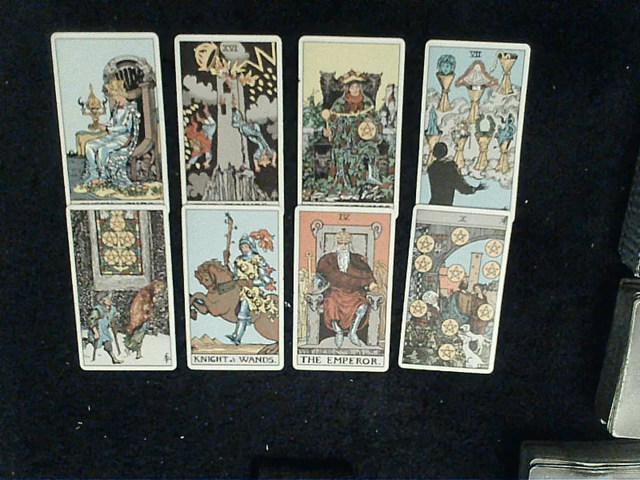 XVI
VII
KNIGHT of WANDS.
IV
THE EMPEROR.
X